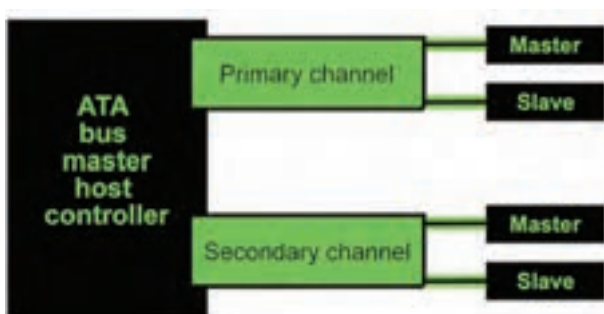 ATA
bus
master
host
controller
Primary channel
Master
Slave
Secondary channel
Master
Slave